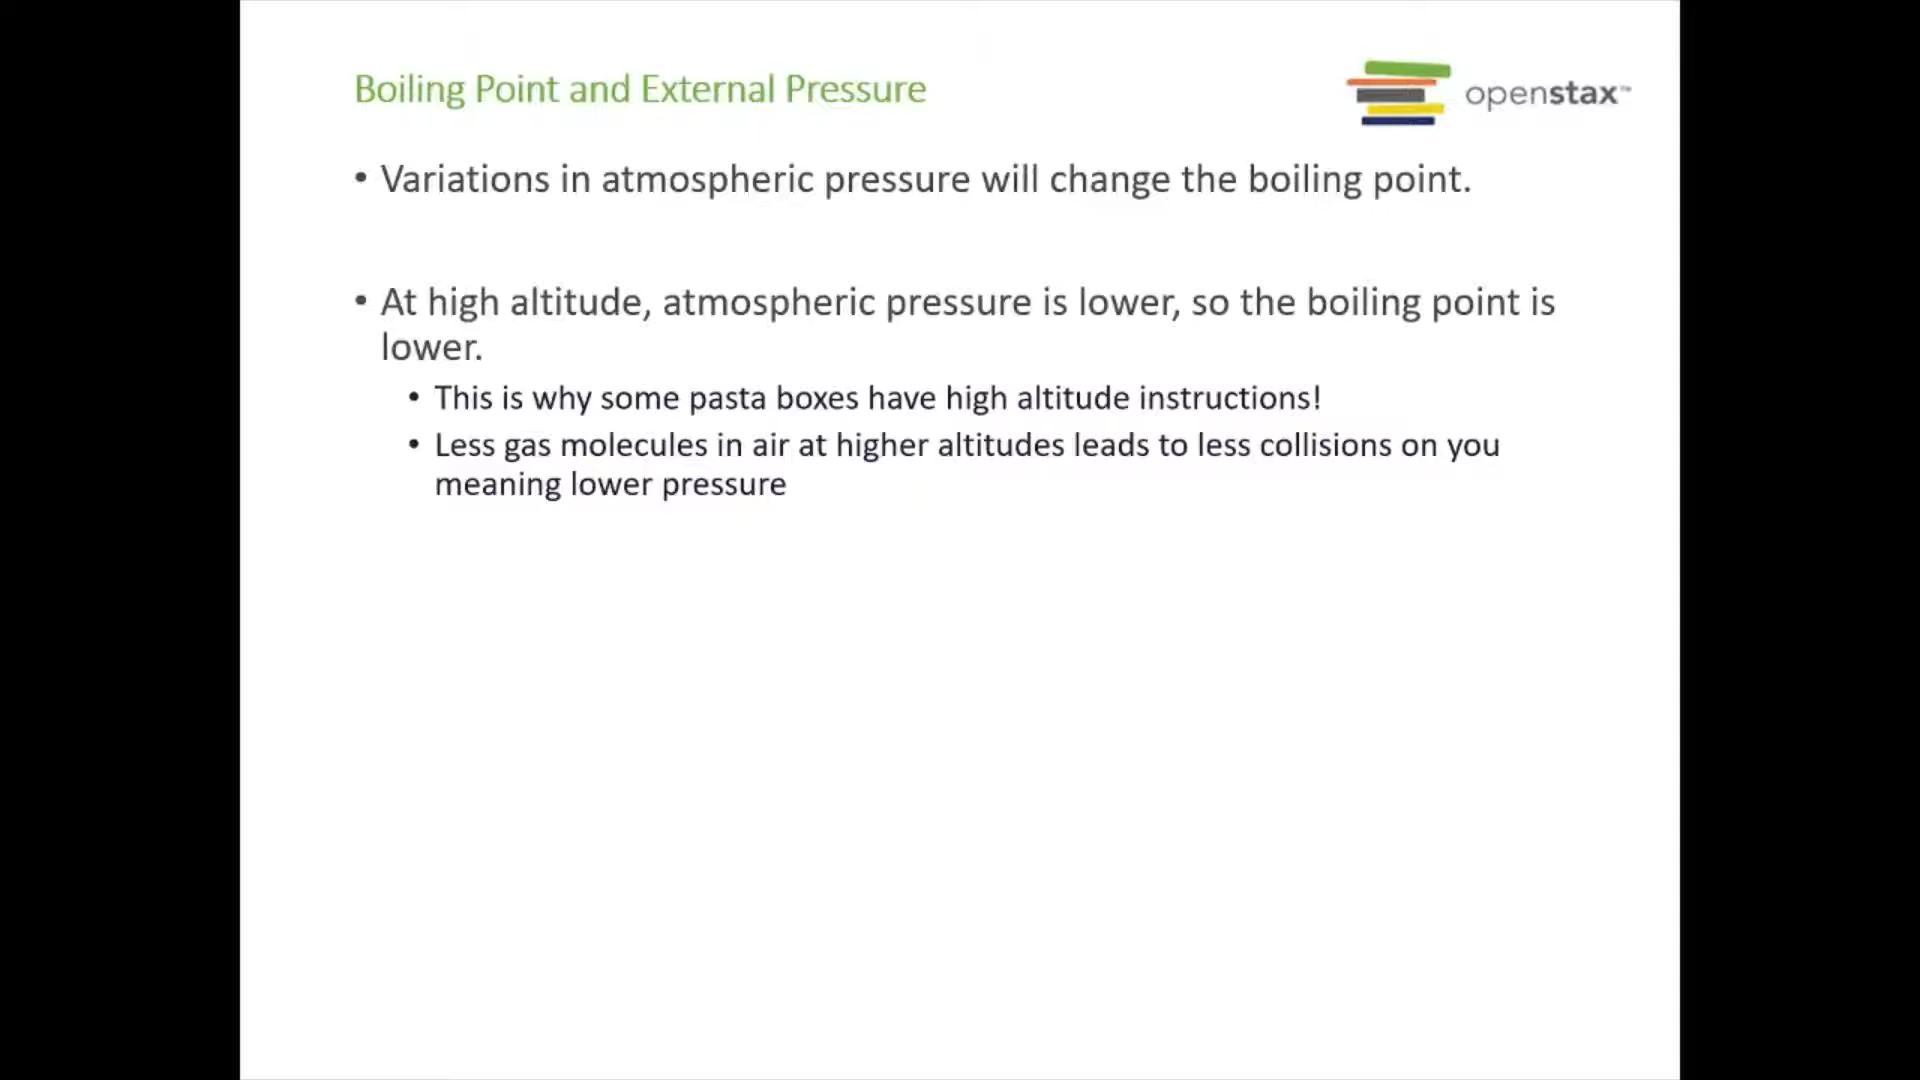 Boiling Point and External Pressure
openstax™
• Variations in atmospheric pressure will change the boiling point.
• At high altitude, atmospheric pressure is lower, so the boiling point is
lower.
• This is why some pasta boxes have high altitude instructions!
• Less gas molecules in air at higher altitudes leads to less collisions on you
meaning lower pressure